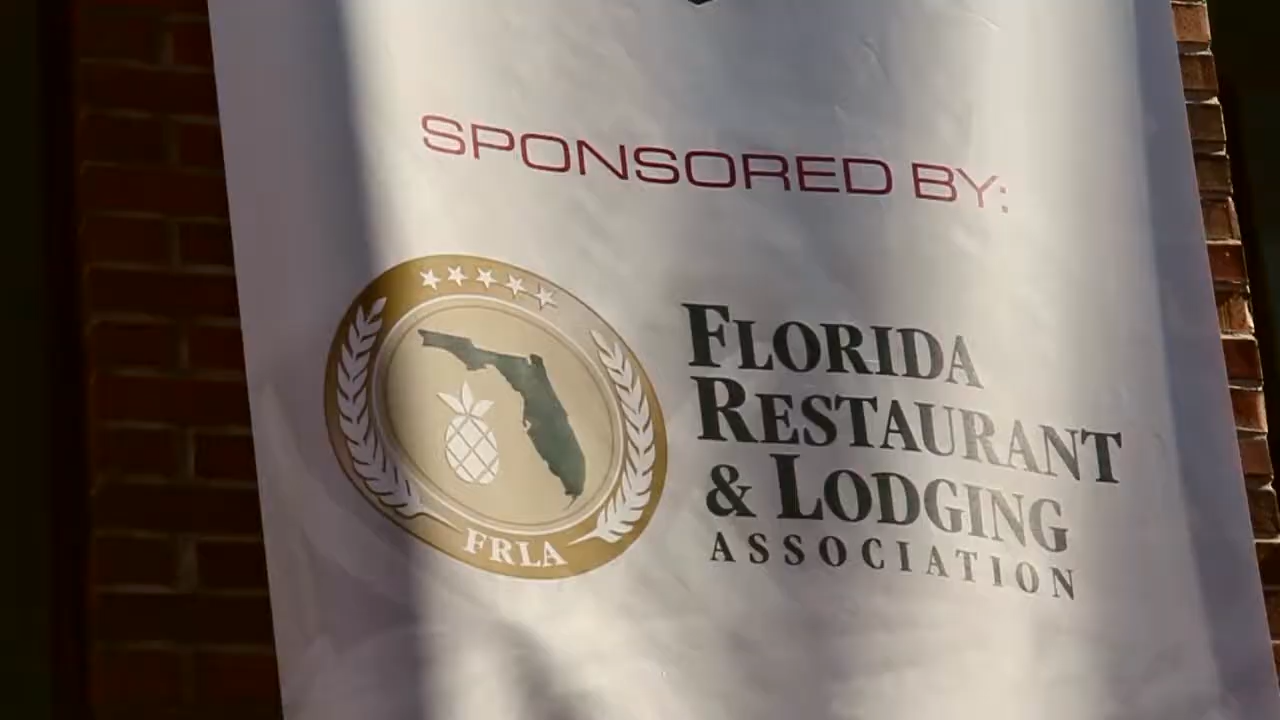 SPONSORED BY:
FLORIDA
RESTAURANT
& LODGING
ASSOCIATION
FRLA